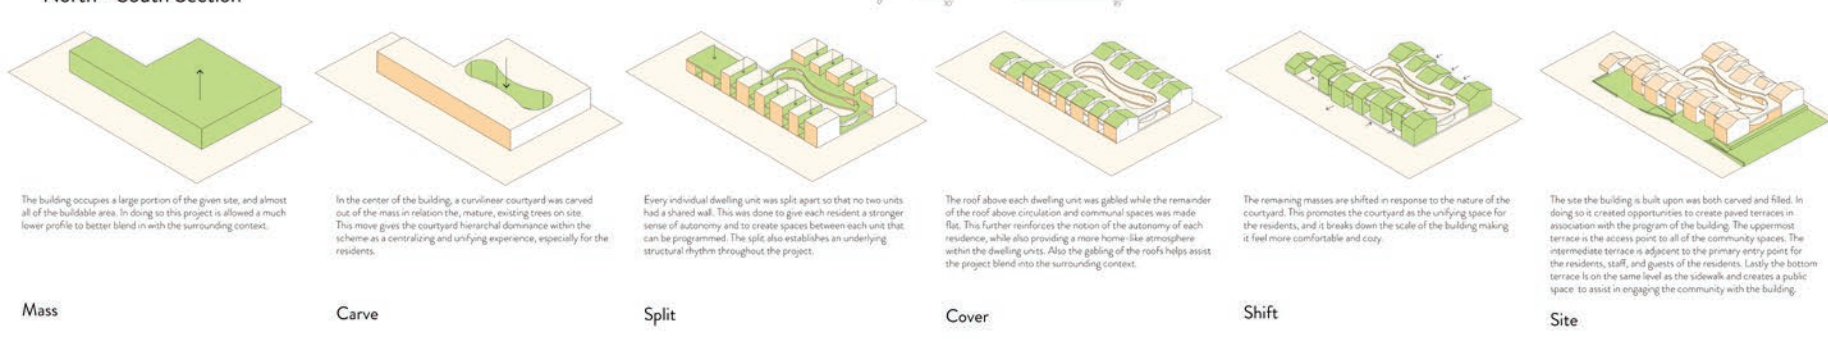 North - South Section
0' 30' 95'
The building occupies a large portion of the given site, and almost
all of the buildable area. In doing so this project is allowed a much
lower profile to better blend in with the surrounding context.
Mass
In the center of the building, a curvilinear courtyard was carved
out of the mass in relation the, mature, existing trees on site.
This move gives the courtyard hierarchal dominance within the
scheme as a centralizing and unifying experience, especially for the
residents.
Carve
Every individual dwelling unit was split apart so that no two units
had a shared wall. This was done to give each resident a stronger
sense of autonomy and to create spaces between each unit that
can be programmed. The split also establishes an underlying
structural rhythm throughout the project.
Split
The roof above each dwelling unit was gabled while the remainder
of the roof above circulation and communal spaces was made
flat. This further reinforces the notion of the autonomy of each
residence, while also providing a more home-like atmosphere
within the dwelling units. Also the gabling of the roofs helps assist
the project blend into the surrounding context.
Cover
The remaining masses are shifted in response to the nature of the
courtyard. This promotes the courtyard as the unifying space for
the residents, and it breaks down the scale of the building making
it feel more comfortable and cozy.
Shift
The site the building is built upon was both carved and filled. In
doing so it created opportunities to create paved terraces in
association with the program of the building. The uppermost
terrace is the access point to all of the community spaces. The
intermediate terrace is adjacent to the primary entry point for
the residents, staff, and guests of the residents. Lastly the bottom
terrace Is on the same level as the sidewalk and creates a public
space to assist in engaging the community with the building.
Site